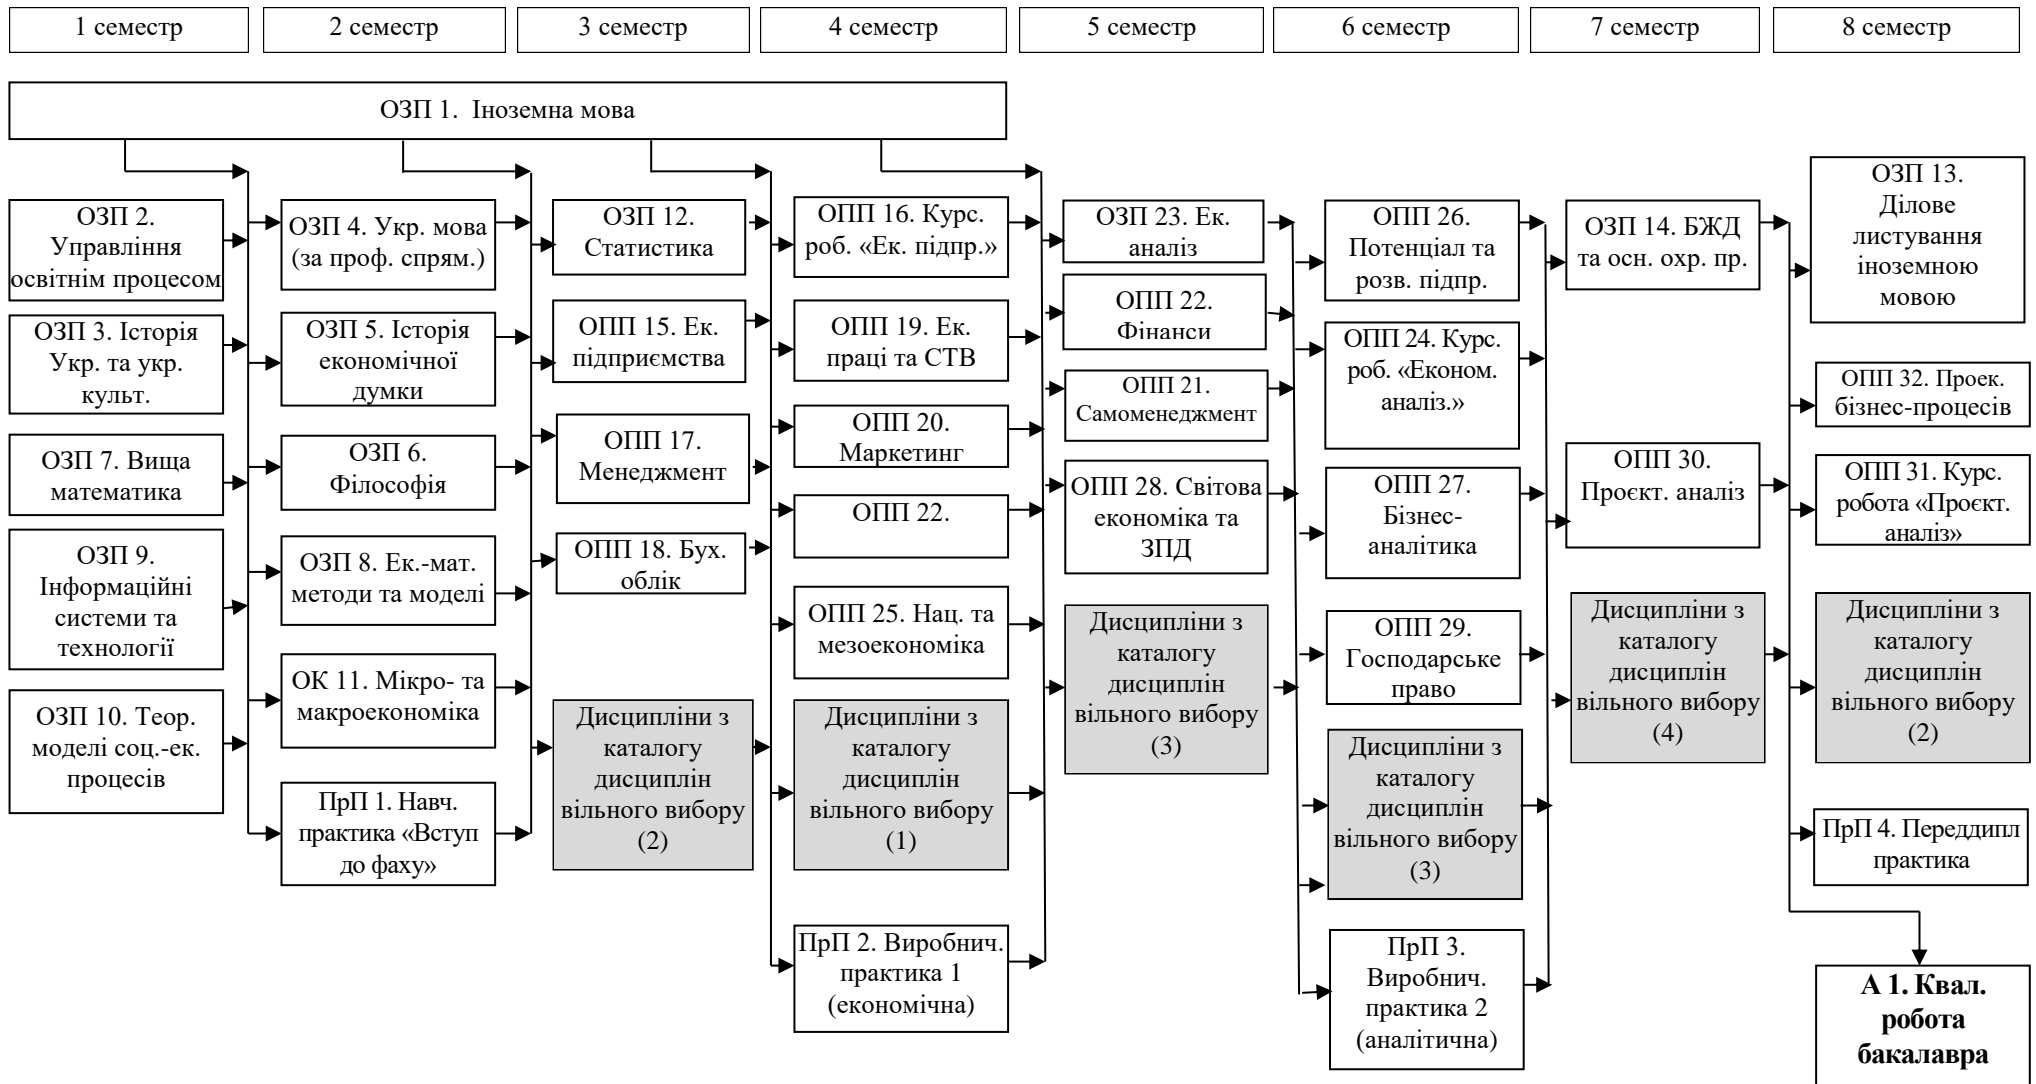 1 семестр
2 семестр
3 семестр
4 семестр
5 семестр
6 семестр
7 семестр
8 семестр
ОЗП 1. Іноземна мова
ОЗП 2.
Управління
освітнім процесом
ОЗП 3. Історія
Укр. та укр.
культ.
ОЗП 7. Вища
математика
ОЗП 9.
Інформаційні
системи та
технології
ОЗП 10. Теор.
моделі соц.-ек.
процесів
ОЗП 4. Укр. мова
(за проф. спрям.)
ОЗП 5. Історія
економічної
думки
ОЗП 6.
Філософія
ОЗП 8. Ек.-мат.
методи та моделі
ОК 11. Мікро- та
макроекономіка
ПрП 1. Навч.
практика «Вступ
до фаху»
ОЗП 12.
Статистика
ОПП 15. Ек.
підприємства
ОПП 17.
Менеджмент
ОПП 18. Бух.
облік
Дисципліни з
каталогу
дисциплін
вільного вибору
(2)
ОПП 16. Курс.
роб. «Ек. підпр.»
ОПП 19. Ек.
праці та СТВ
ОПП 20.
Маркетинг
ОПП 22.
ОПП 25. Нац. та
мезоекономіка
Дисципліни з
каталогу
дисциплін
вільного вибору
(1)
ПрП 2. Виробнич.
практика 1
(економічна)
ОЗП 23. Ек.
аналіз
ОПП 22.
Фінанси
ОПП 21.
Самоменеджмент
ОПП 28. Світова
економіка та
ЗПД
Дисципліни з
каталогу
дисциплін
вільного вибору
(3)
ОПП 26.
Потенціал та
розв. підпр.
ОПП 24. Курс.
роб. «Економ.
аналіз.»
ОПП 27.
Бізнес-
аналітика
ОПП 29.
Господарське
право
Дисципліни з
каталогу
дисциплін
вільного вибору
(3)
ПрП 3.
Виробнич.
практика 2
(аналітична)
ОЗП 14. БЖД
та осн. охр. пр.
ОПП 30.
Проєкт. аналіз
Дисципліни з
каталогу
дисциплін
вільного вибору
(4)
ОЗП 13.
Ділове
листування
іноземною
мовою
ОПП 32. Проек.
бізнес-процесів
ОПП 31. Курс.
робота «Проєкт.
аналіз»
Дисципліни з
каталогу
дисциплін
вільного вибору
(2)
ПрП 4. Переддипл
практика
А 1. Квал.
робота
бакалавра